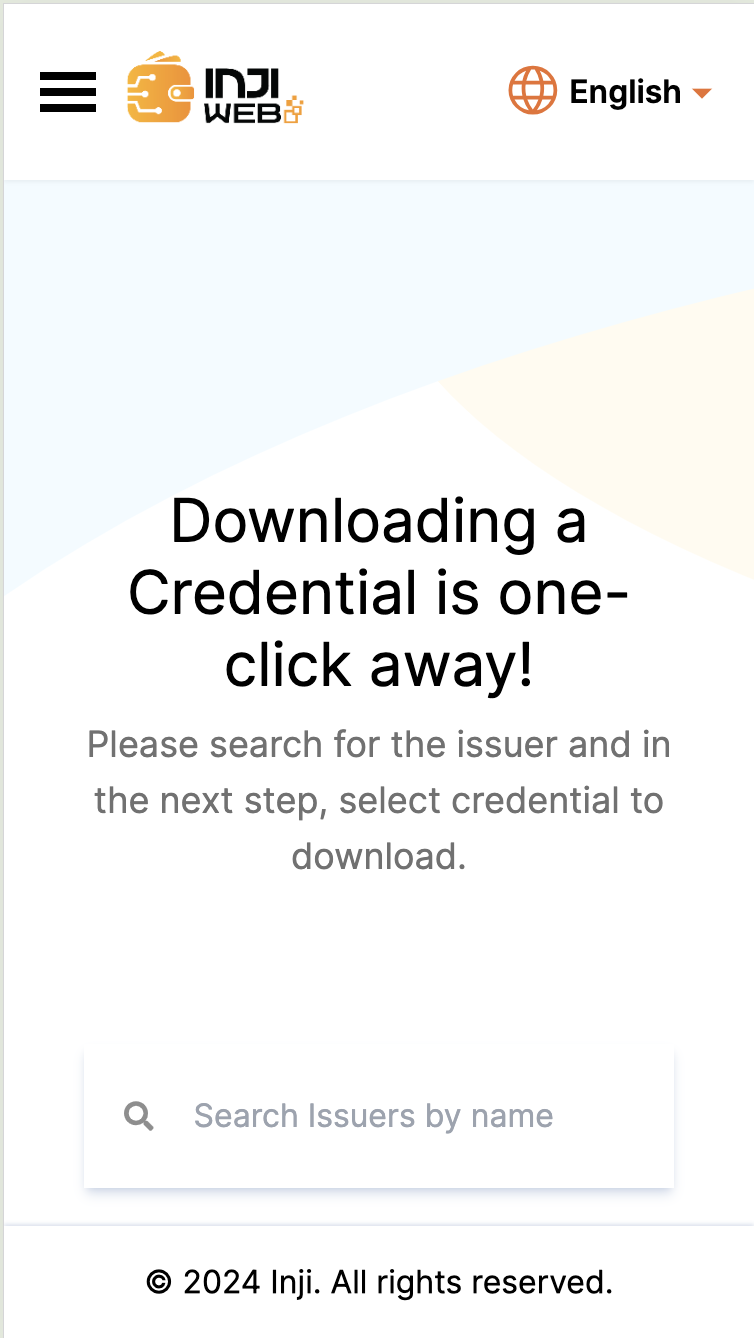 INJI
WEB
English
Downloading a
Credential is one-
click away!
Please search for the issuer and in
the next step, select credential to
download.
Search Issuers by name
© 2024 Inji. All rights reserved.